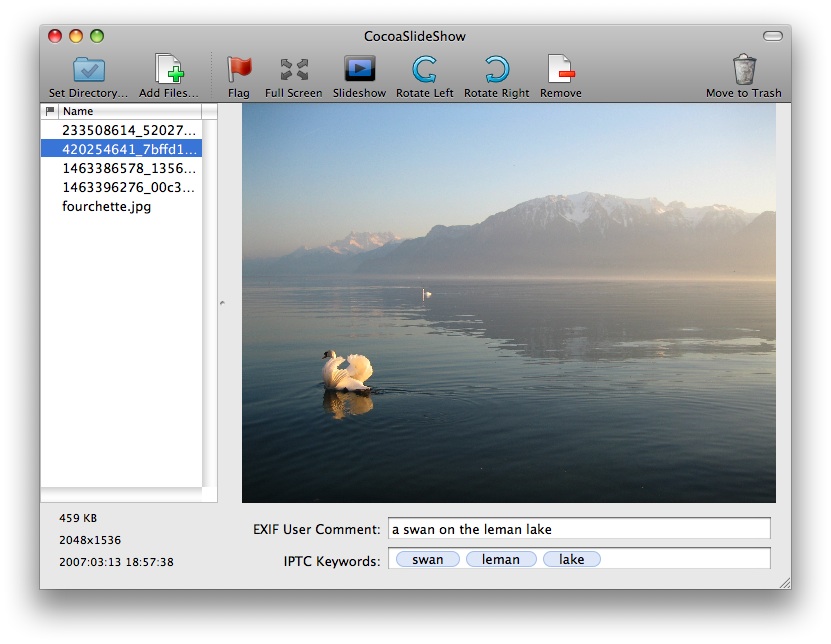 CocoaSlideShow
Set Directory... Add Files... Flag Full Screen Slideshow Rotate Left Rotate Right Remove Move to Trash
Name
233508614_52027...
420254641_7bffd1...
1463386578_1356...
1463396276_00c3...
fourchette.jpg
459 KB
2048x1536
2007:03:13 18:57:38
EXIF User Comment: a swan on the leman lake
IPTC Keywords: swan leman lake